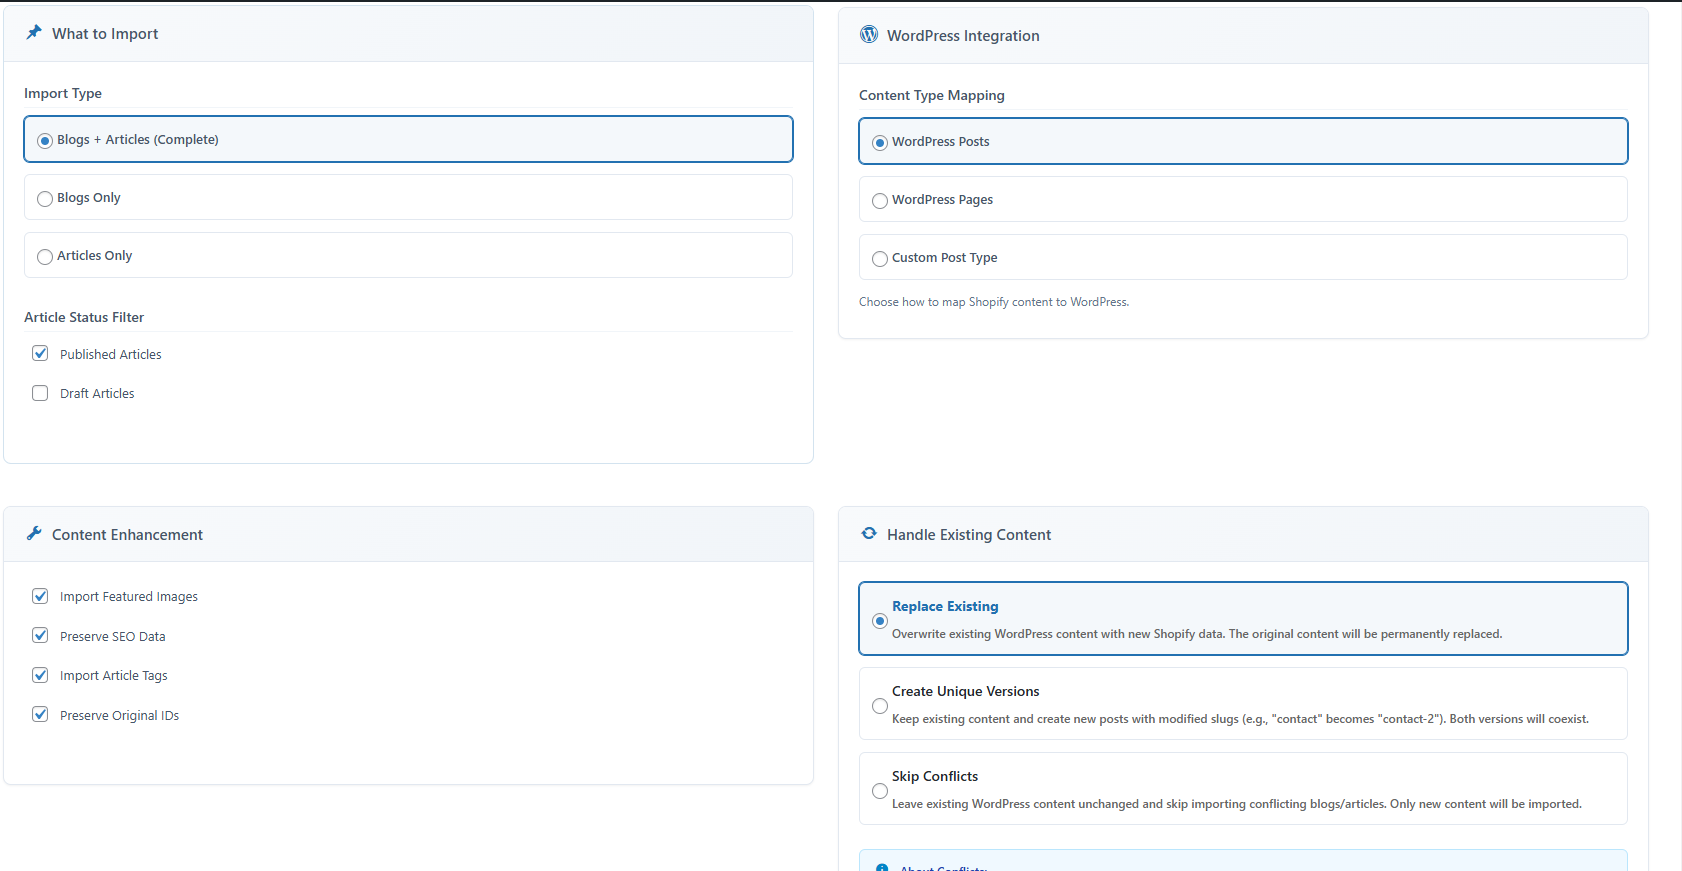 What to Import
Import Type
Blogs + Articles (Complete)
Blogs Only
Articles Only
Article Status Filter
Published Articles
Draft Articles
WordPress Integration
Content Type Mapping
WordPress Posts
WordPress Pages
Custom Post Type
Choose how to map Shopify content to WordPress.
Content Enhancement
Import Featured Images
Preserve SEO Data
Import Article Tags
Preserve Original IDs
Handle Existing Content
Replace Existing
Overwrite existing WordPress content with new Shopify data. The original content will be permanently replaced.
Create Unique Versions
Keep existing content and create new posts with modified slugs (e.g., "contact" becomes "contact-2"). Both versions will coexist.
Skip Conflicts
Leave existing WordPress content unchanged and skip importing conflicting blogs/articles. Only new content will be imported.
About Conflicts: